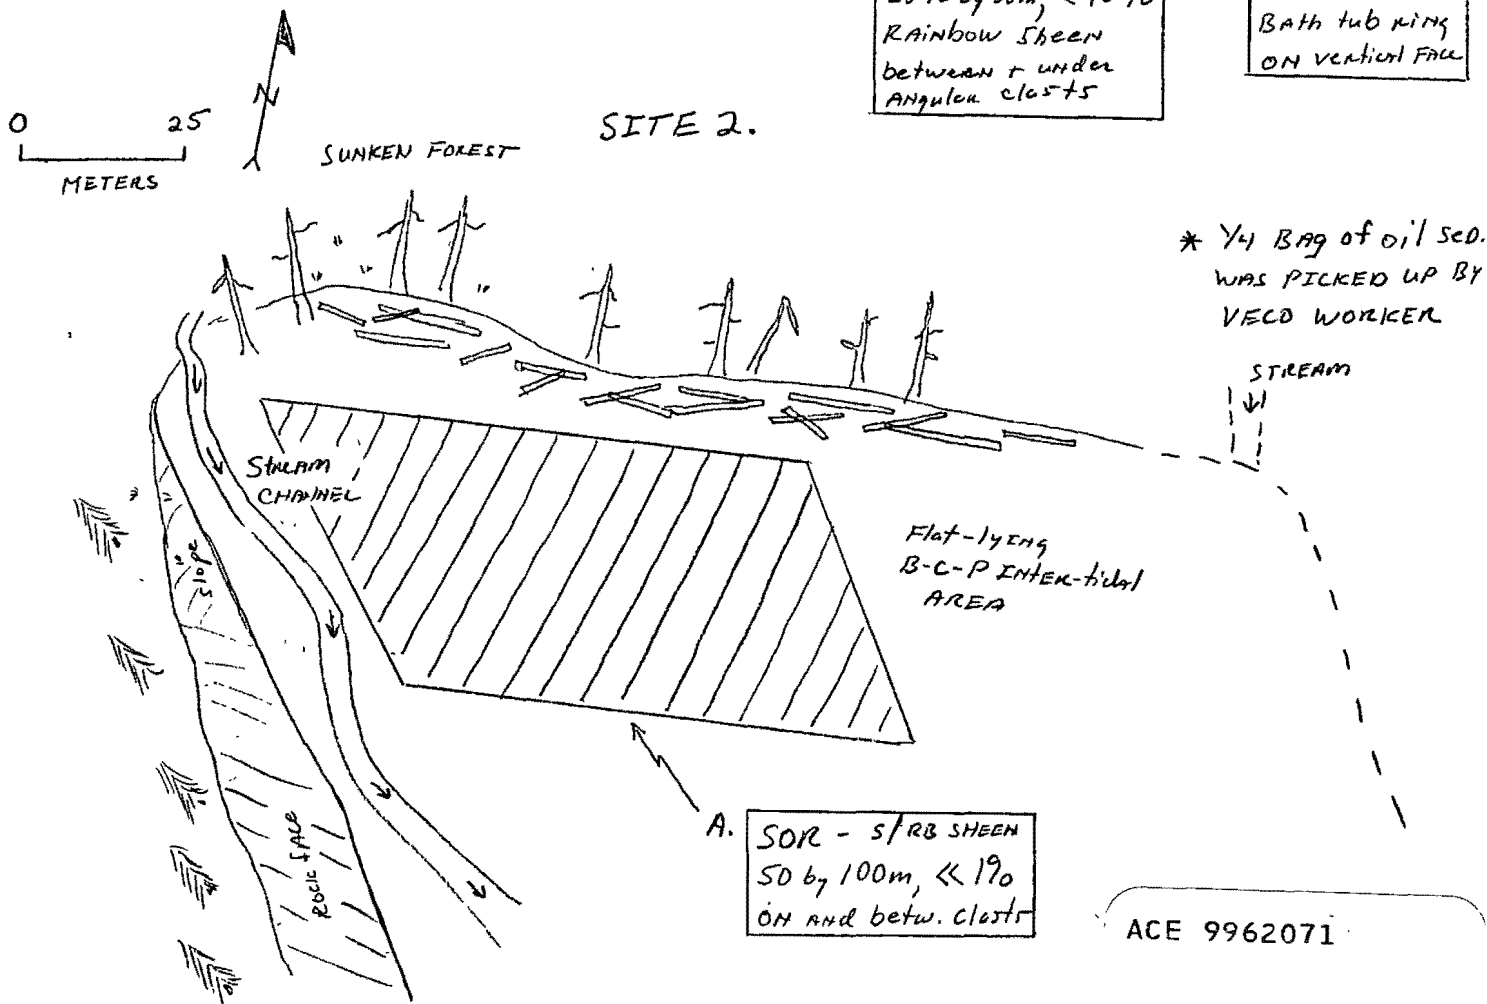 RAINBOW SHEEN
between + under
ANGULAR clasts
BATH tub RING
ON VERTICAL FACE
N
0 25
METERS
SITE 2.
SUNKEN FOREST
* 1/4 BAG of oil SED.
WAS PICKED UP BY
VECO WORKER
STREAM
STREAM
CHANNEL
Slope
Flat-lying
B-C-P INTER-tidal
AREA
ROCK FACE
A.
SOR - S/RB SHEEN
50 by 100m, << 1%
ON AND betw. Clasts
ACE 9962071